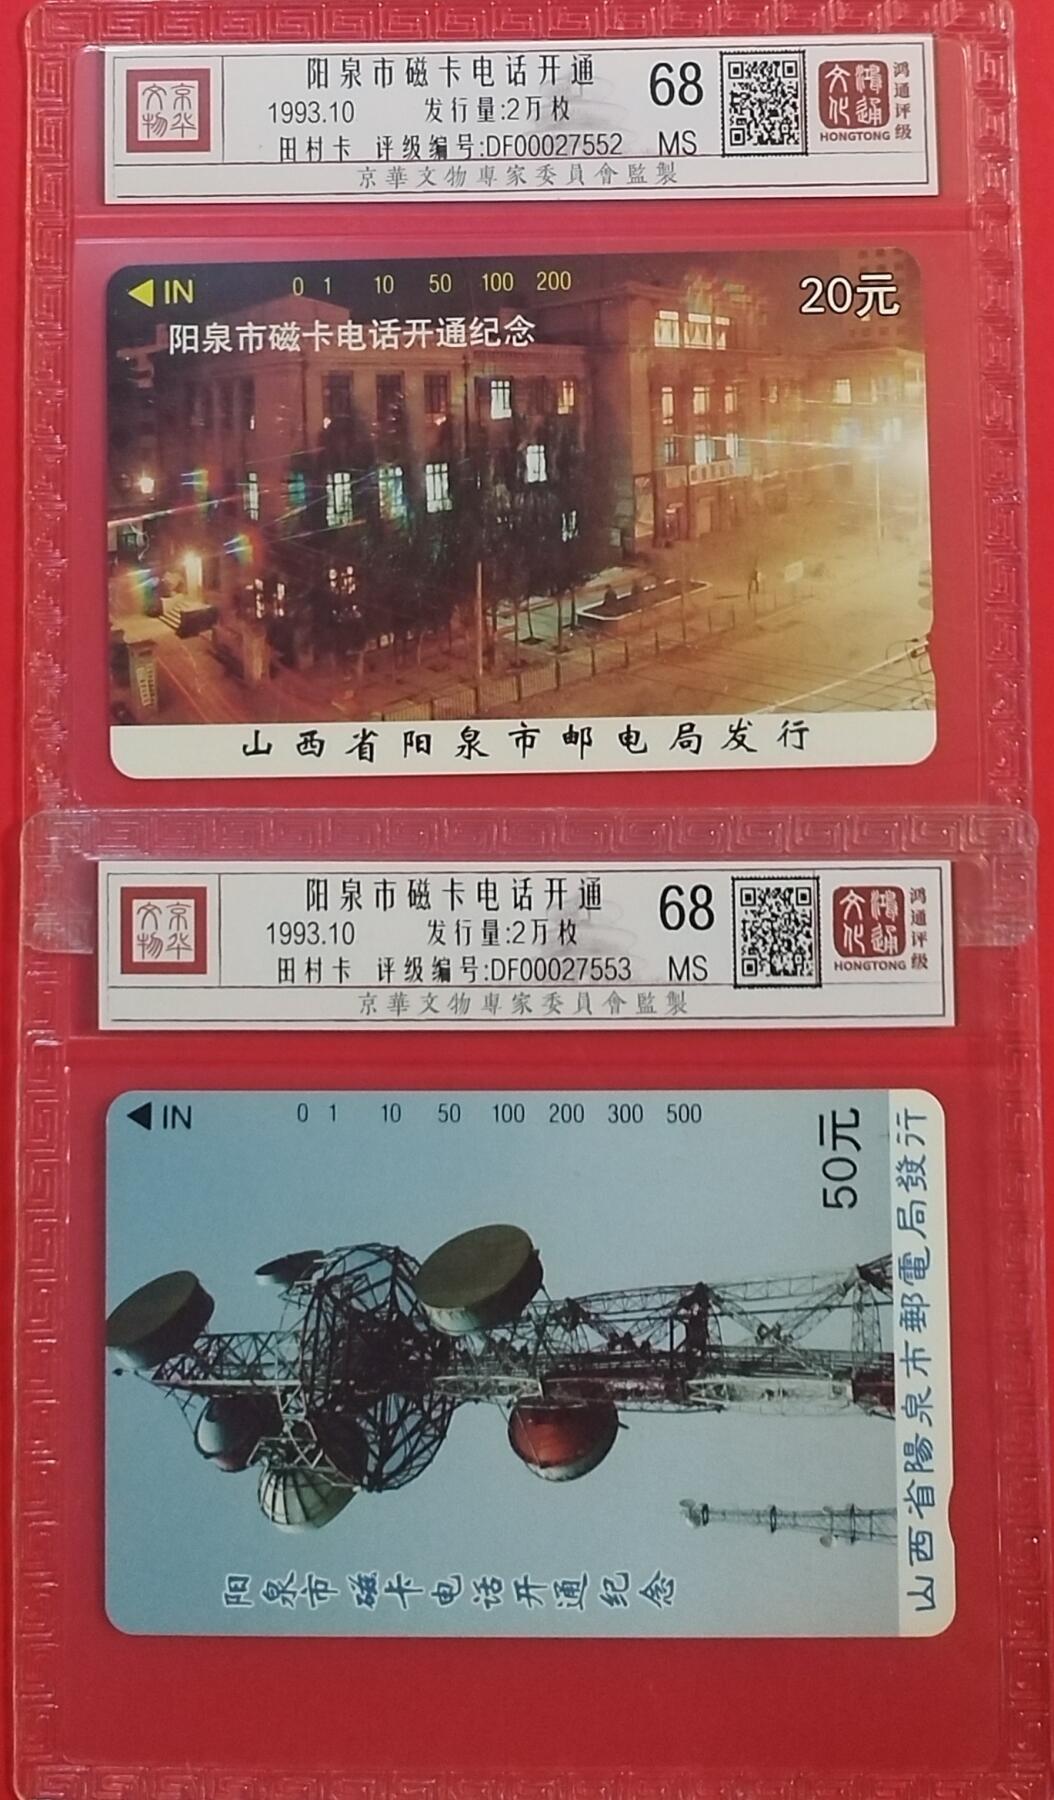 京华
文物
阳泉市磁卡电话开通
1993.10 发行量:2万枚
田村卡 评级编号:DF00027552
68
MS
鸿通
文化
HONGTONG
鸿通评级
京華文物專家委員會監製
IN 0 1 10 50 100 200
20元
阳泉市磁卡电话开通纪念
山西省阳泉市邮电局发行
京华
文物
阳泉市磁卡电话开通
1993.10 发行量:2万枚
田村卡 评级编号:DF00027553
68
MS
鸿通
文化
HONGTONG
鸿通评级
京華文物專家委員會監製
IN 0 1 10 50 100 200 300 500
50元
山西省陽泉市郵電局發行
阳泉市磁卡电话开通纪念